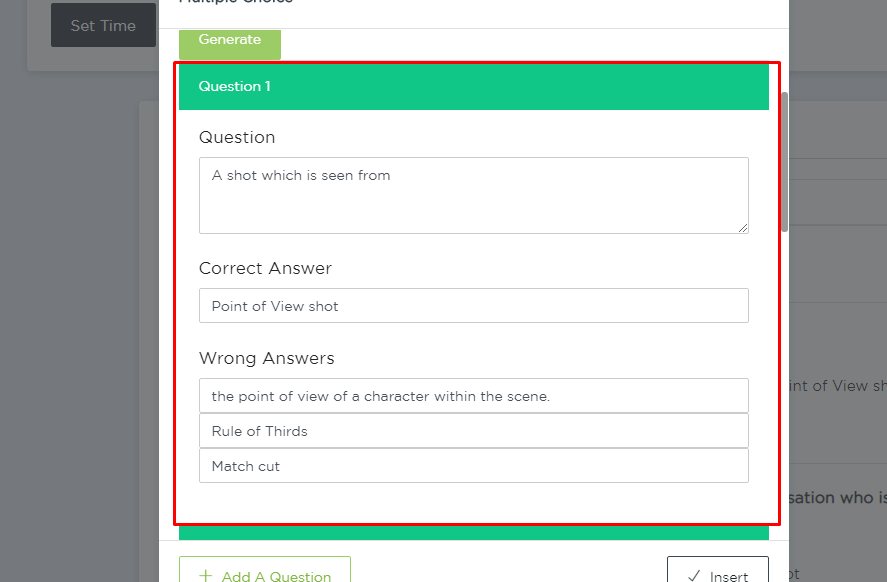 Set Time
Multiple Choice
Generate
Question 1
Question
A shot which is seen from
Correct Answer
Point of View shot
Wrong Answers
the point of view of a character within the scene.
Rule of Thirds
Match cut
int of View sh
sation who is
ot
+ Add A Question
✓ Insert